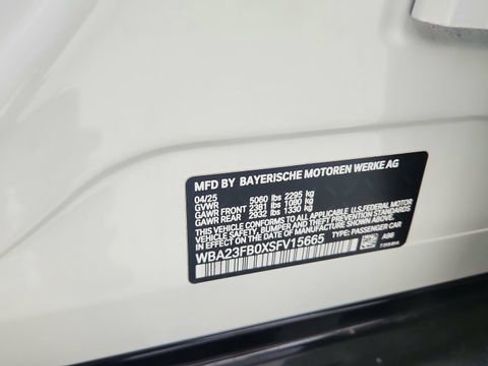 MFD BY BAYERISCHE MOTOREN WERKE AG
04/25
GVWR 5060 lbs 2295 kg
GAWR FRONT 2381 lbs 1080 kg
GAWR REAR 2932 lbs 1330 kg
THIS VEHICLE CONFORMS TO ALL APPLICABLE U.S. FEDERAL MOTOR
VEHICLE SAFETY, BUMPER, AND THEFT PREVENTION STANDARDS
IN EFFECT ON THE DATE OF MANUFACTURE SHOWN ABOVE.
WBA23FB0XSFV15665 TYPE: PASSENGER CAR
A98